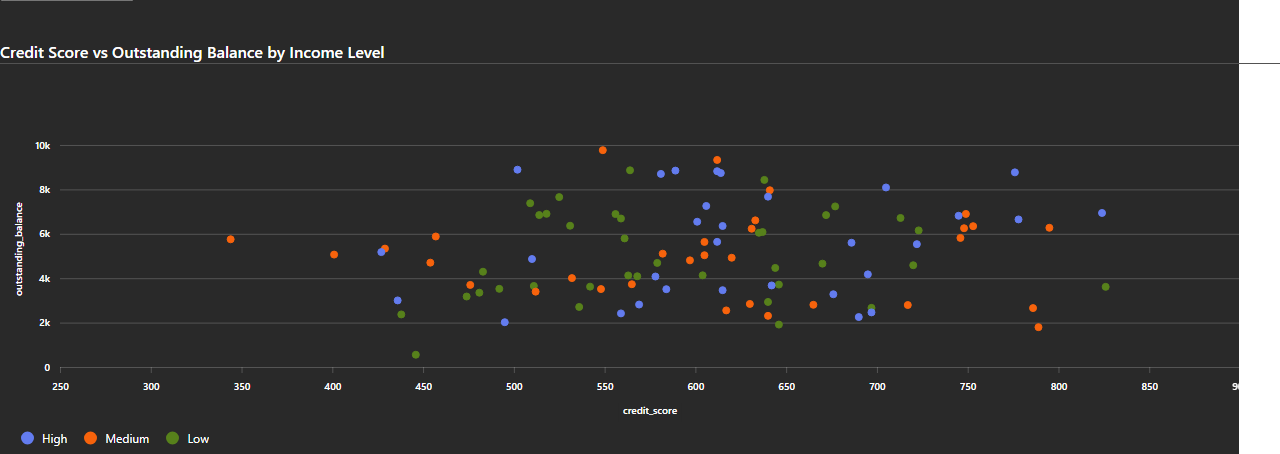 Credit Score vs Outstanding Balance by Income Level
10k
8k
6k
4k
2k
0
outstanding_balance
250 300 350 400 450 500 550 600 650 700 750 800 850
credit_score
High Medium Low